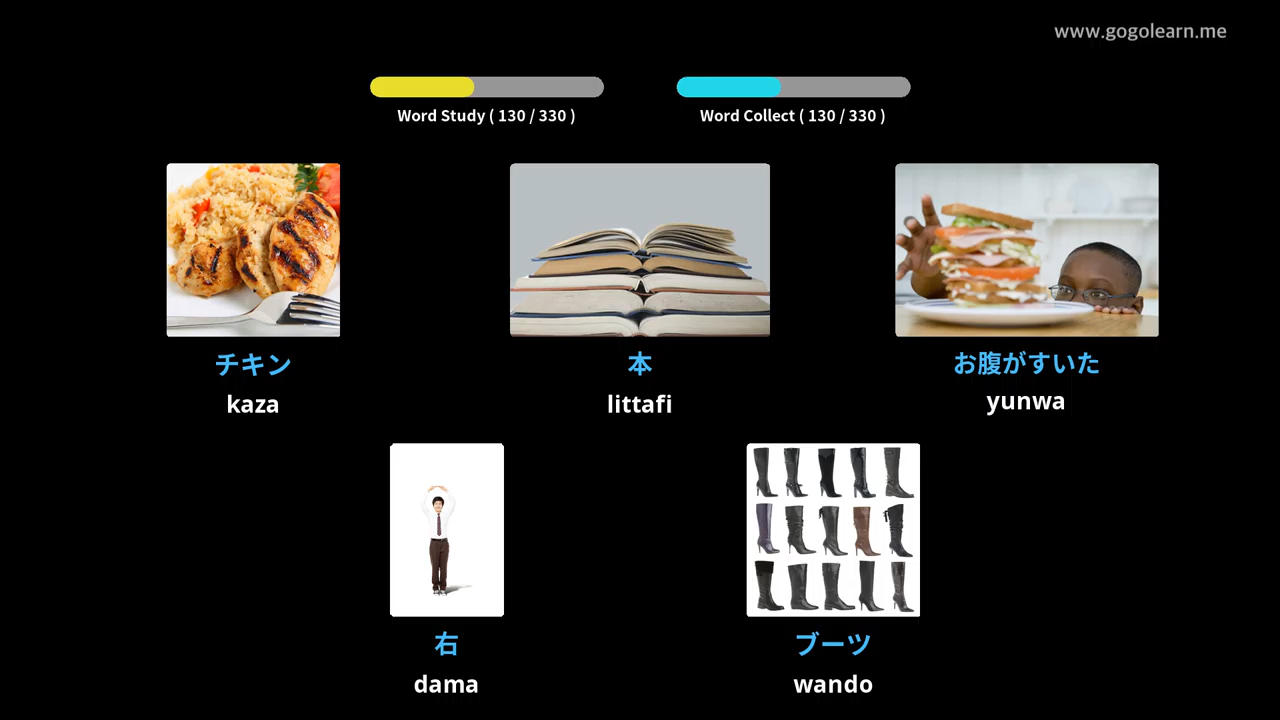 www.gogolearn.me
Word Study ( 130 / 330 )
Word Collect ( 130 / 330 )
チキン
kaza
本
littafi
お腹がすいた
yunwa
右
dama
ブーツ
wando